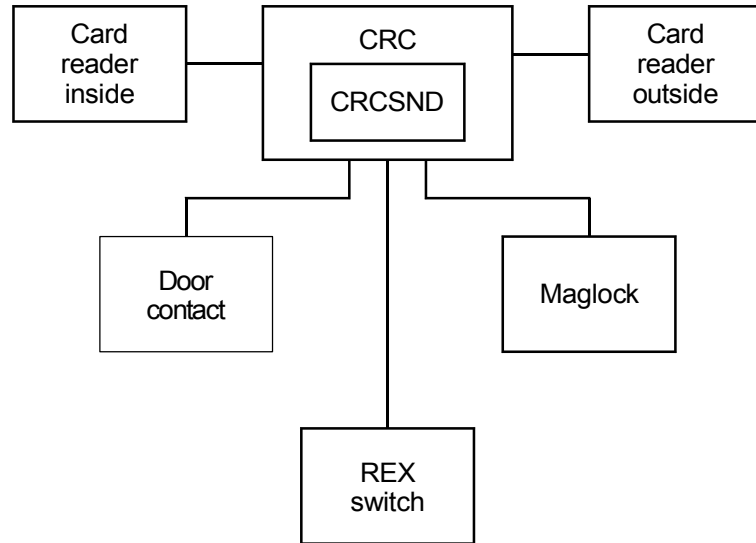 Card
reader
inside
CRC
CRCSND
Card
reader
outside
Door
contact
Maglock
REX
switch